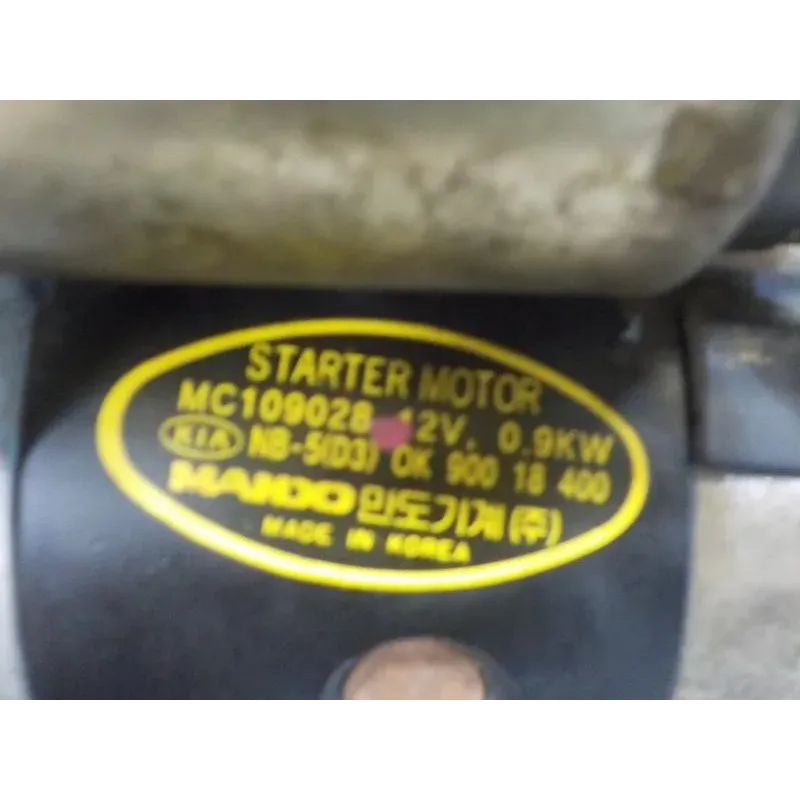 STARTER MOTOR
MC109028 12V, 0.9KW
KIA NB-5(D3) OK 900 18 400
MANDO 만도기계(주)
MADE IN KOREA